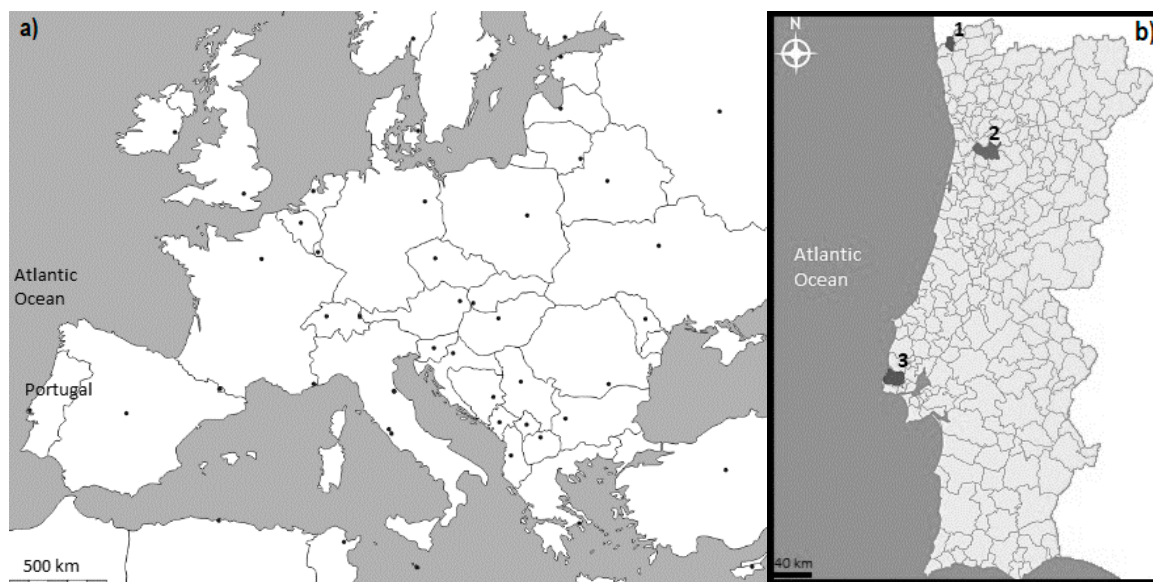 a)
Atlantic
Ocean
Portugal
500 km
N
1
b)
2
Atlantic
Ocean
3
40 km